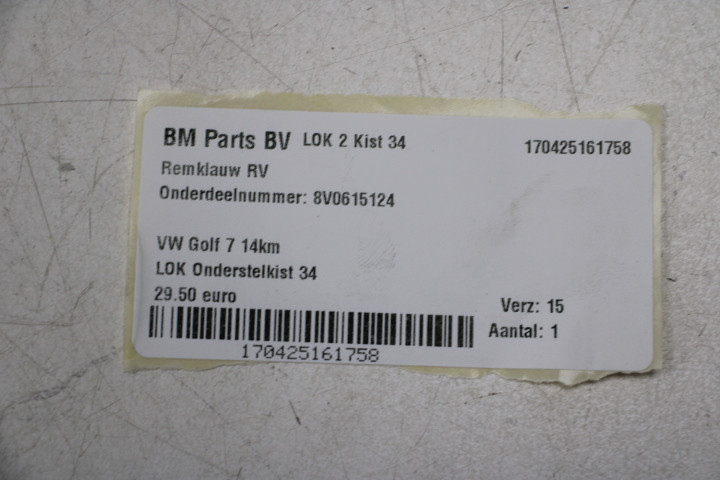 BM Parts BV LOK 2 Kist 34 170425161758
Remklauw RV
Onderdeelnummer: 8V0615124
VW Golf 7 14km
LOK Onderstelkist 34
29.50 euro
Verz: 15
Aantal: 1
170425161758